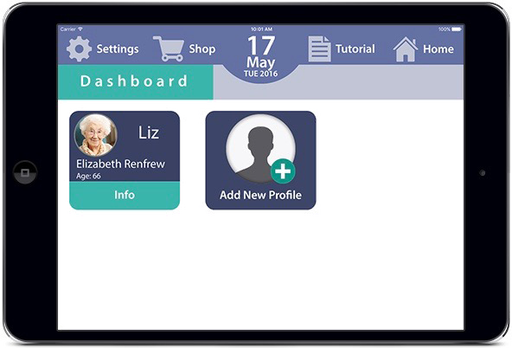 Carrier
10:01 AM
100%
Settings
Shop
17
May
TUE 2016
Tutorial
Home
Dashboard
Liz
Elizabeth Renfrew
Age: 66
Info
Add New Profile